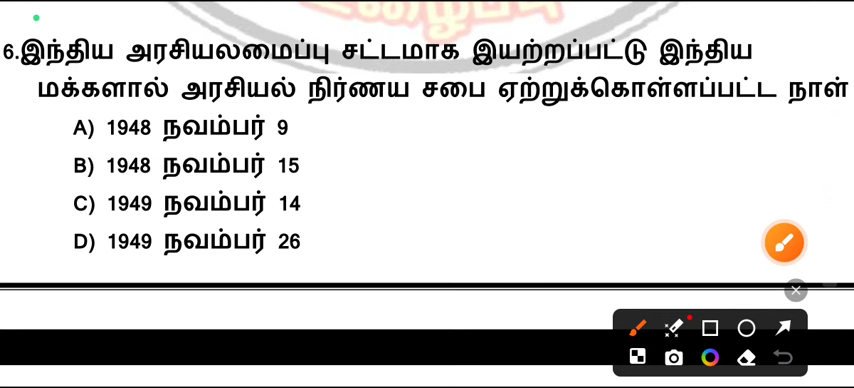 6.இந்திய அரசியலமைப்பு சட்டமாக இயற்றப்பட்டு இந்திய
மக்களால் அரசியல் நிர்ணய சபை ஏற்றுக்கொள்ளப்பட்ட நாள்
A) 1948 நவம்பர் 9
B) 1948 நவம்பர் 15
C) 1949 நவம்பர் 14
D) 1949 நவம்பர் 26